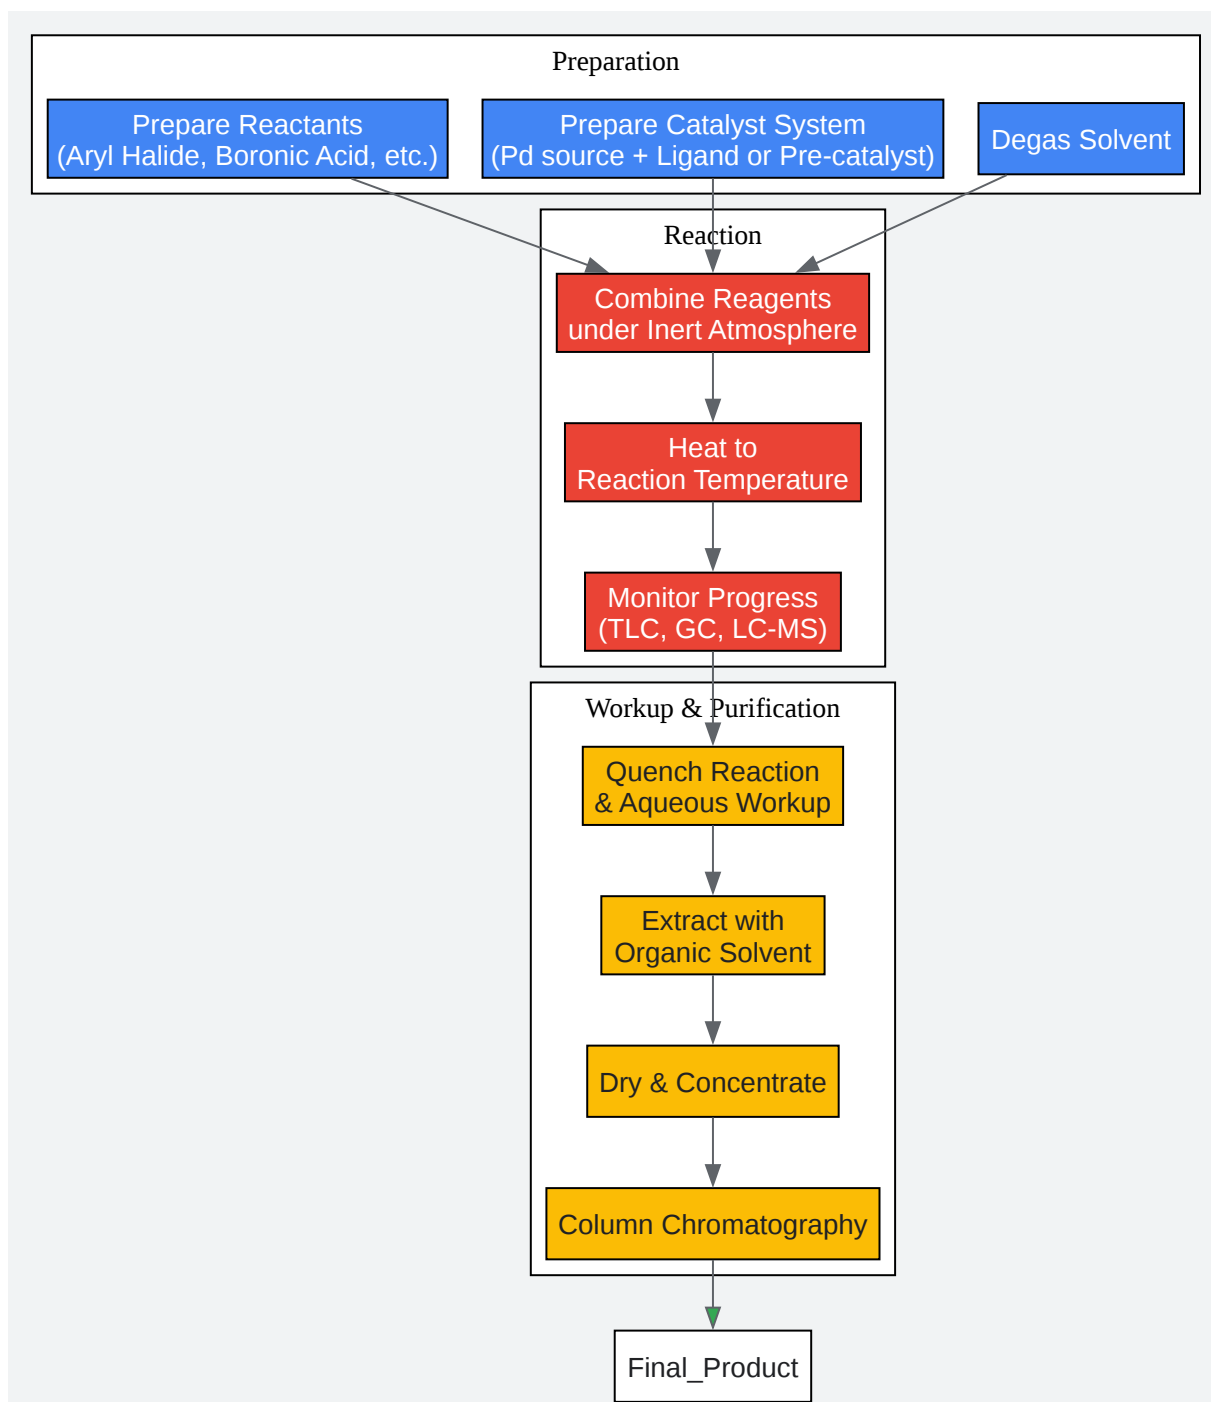 Preparation
Prepare Reactants
(Aryl Halide, Boronic Acid, etc.)
Prepare Catalyst System
(Pd source + Ligand or Pre-catalyst)
Degas Solvent
Reaction
Combine Reagents
under Inert Atmosphere
Heat to
Reaction Temperature
Monitor Progress
(TLC, GC, LC-MS)
Workup & Purification
Quench Reaction
& Aqueous Workup
Extract with
Organic Solvent
Dry & Concentrate
Column Chromatography
Final_Product